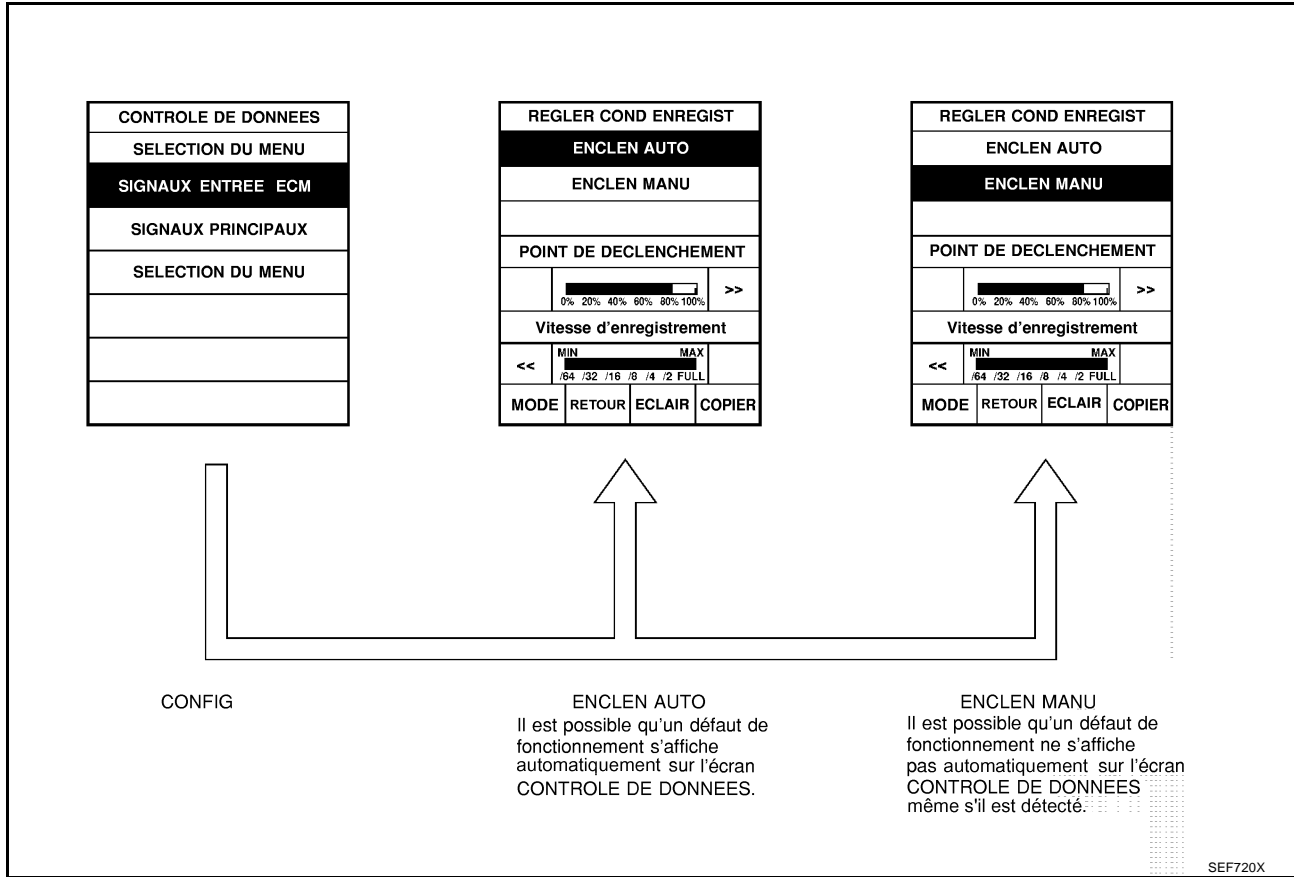 CONTROLE DE DONNEES
SELECTION DU MENU
SIGNAUX ENTREE ECM
SIGNAUX PRINCIPAUX
SELECTION DU MENU
REGLER COND ENREGIST
ENCLEN AUTO
ENCLEN MANU
POINT DE DECLENCHEMENT
>>
0% 20% 40% 60% 80% 100%
Vitesse d'enregistrement
MIN MAX
<<
/64 /32 /16 /8 /4 /2 FULL
MODE RETOUR ECLAIR COPIER
REGLER COND ENREGIST
ENCLEN AUTO
ENCLEN MANU
POINT DE DECLENCHEMENT
>>
0% 20% 40% 60% 80% 100%
Vitesse d'enregistrement
MIN MAX
<<
/64 /32 /16 /8 /4 /2 FULL
MODE RETOUR ECLAIR COPIER
CONFIG
ENCLEN AUTO
Il est possible qu'un défaut de
fonctionnement s'affiche
automatiquement sur l'écran
CONTROLE DE DONNEES.
ENCLEN MANU
Il est possible qu'un défaut de
fonctionnement ne s'affiche
pas automatiquement sur l'écran
CONTROLE DE DONNEES
même s'il est détecté.
SEF720X